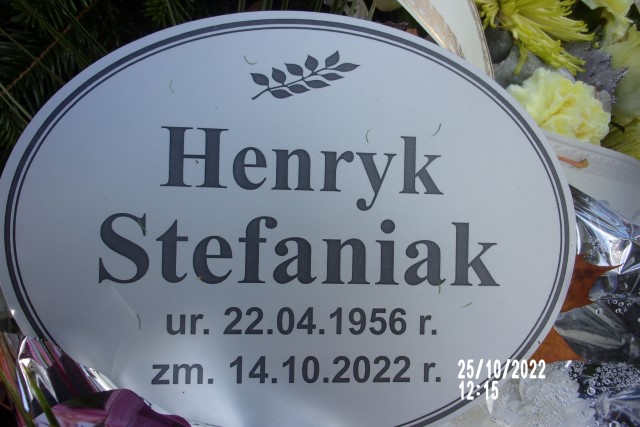 Henryk
Stefaniak
ur. 22.04.1956 r.
zm. 14.10.2022 r.
25/10/2022
12:15